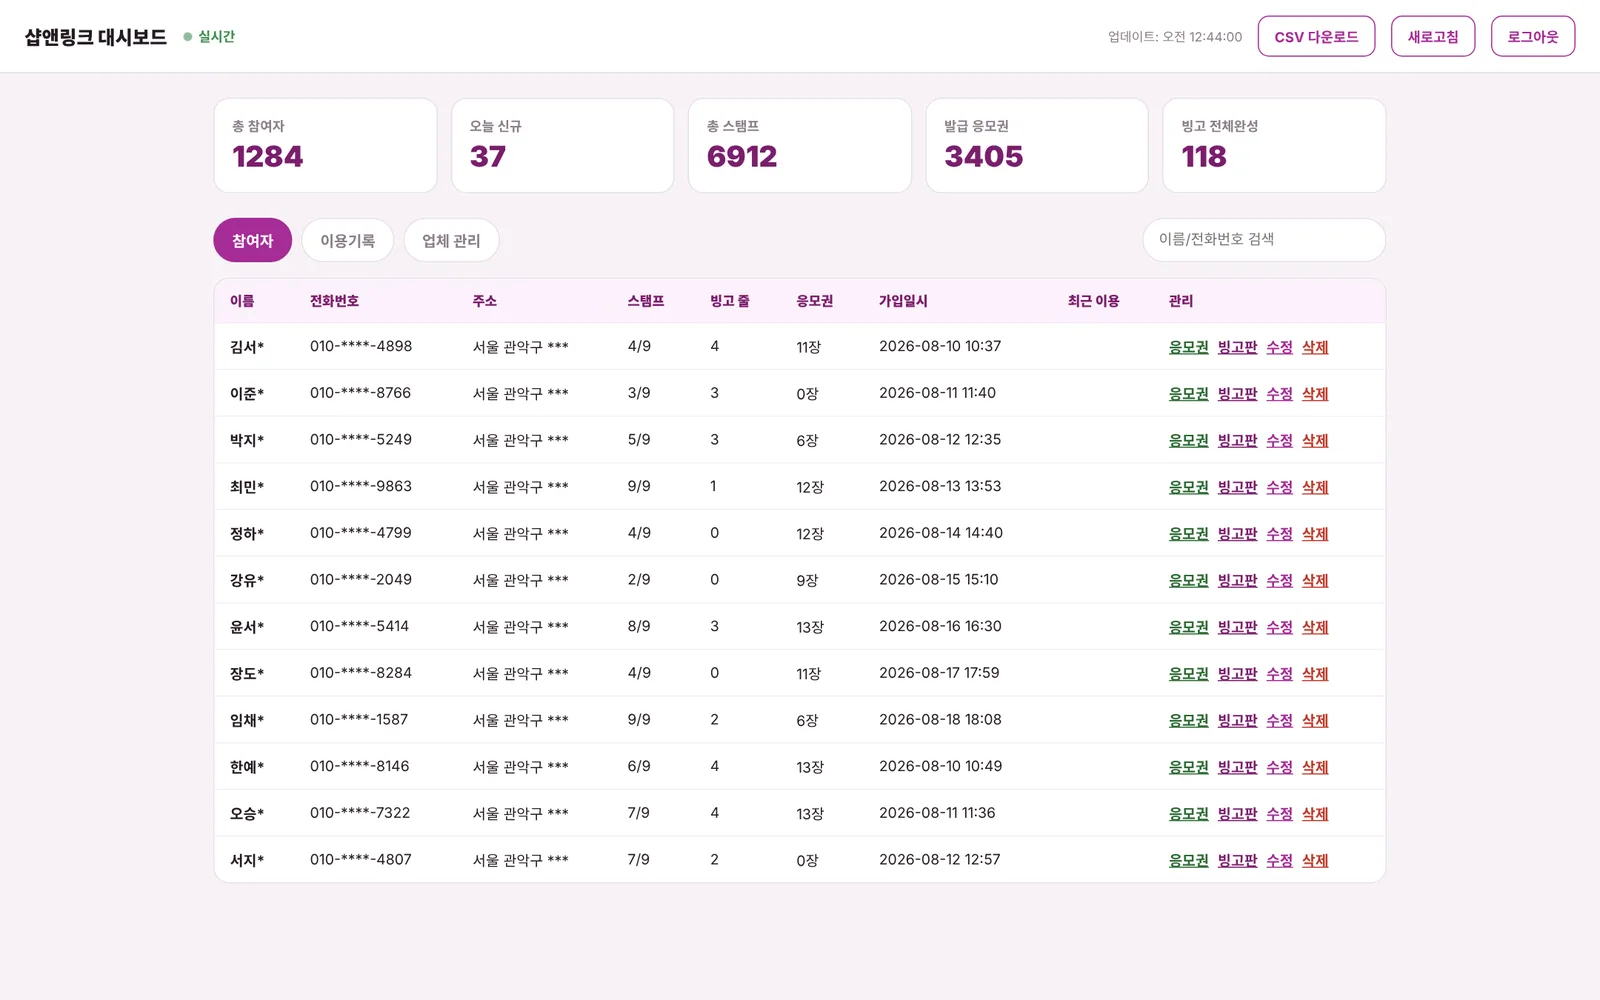 샵앤링크 대시보드 실시간 업데이트: 오전 12:44:00 CSV 다운로드 새로고침 로그아웃
총 참여자 오늘 신규 총 스탬프 발급 응모권 빙고 전체완성
1284 37 6912 3405 118
참여자 이용기록 업체 관리 이름/전화번호 검색
이름 전화번호 주소 스탬프 빙고 줄 응모권 가입일시 최근 이용 관리
김서* 010-****-4898 서울 관악구 *** 4/9 4 11장 2026-08-10 10:37 응모권 빙고판 수정 삭제
이준* 010-****-8766 서울 관악구 *** 3/9 3 0장 2026-08-11 11:40 응모권 빙고판 수정 삭제
박지* 010-****-5249 서울 관악구 *** 5/9 3 6장 2026-08-12 12:35 응모권 빙고판 수정 삭제
최민* 010-****-9863 서울 관악구 *** 9/9 1 12장 2026-08-13 13:53 응모권 빙고판 수정 삭제
정하* 010-****-4799 서울 관악구 *** 4/9 0 12장 2026-08-14 14:40 응모권 빙고판 수정 삭제
강유* 010-****-2049 서울 관악구 *** 2/9 0 9장 2026-08-15 15:10 응모권 빙고판 수정 삭제
윤서* 010-****-5414 서울 관악구 *** 8/9 3 13장 2026-08-16 16:30 응모권 빙고판 수정 삭제
장도* 010-****-8284 서울 관악구 *** 4/9 0 11장 2026-08-17 17:59 응모권 빙고판 수정 삭제
임채* 010-****-1587 서울 관악구 *** 9/9 2 6장 2026-08-18 18:08 응모권 빙고판 수정 삭제
한예* 010-****-8146 서울 관악구 *** 6/9 4 13장 2026-08-10 10:49 응모권 빙고판 수정 삭제
오승* 010-****-7322 서울 관악구 *** 7/9 4 13장 2026-08-11 11:36 응모권 빙고판 수정 삭제
서지* 010-****-4807 서울 관악구 *** 7/9 2 0장 2026-08-12 12:57 응모권 빙고판 수정 삭제